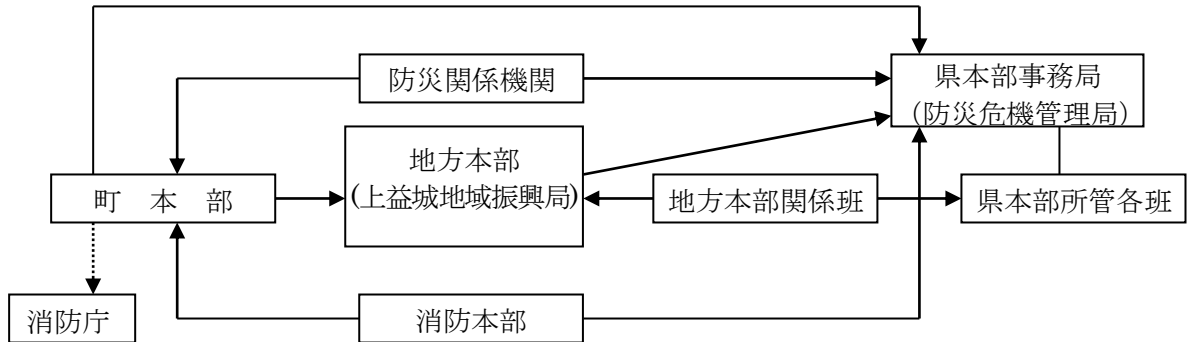 防災関係機関
県本部事務局
(防災危機管理局)
地方本部
(上益城地域振興局)
町　本　部
地方本部関係班
県本部所管各班
消防庁
消防本部